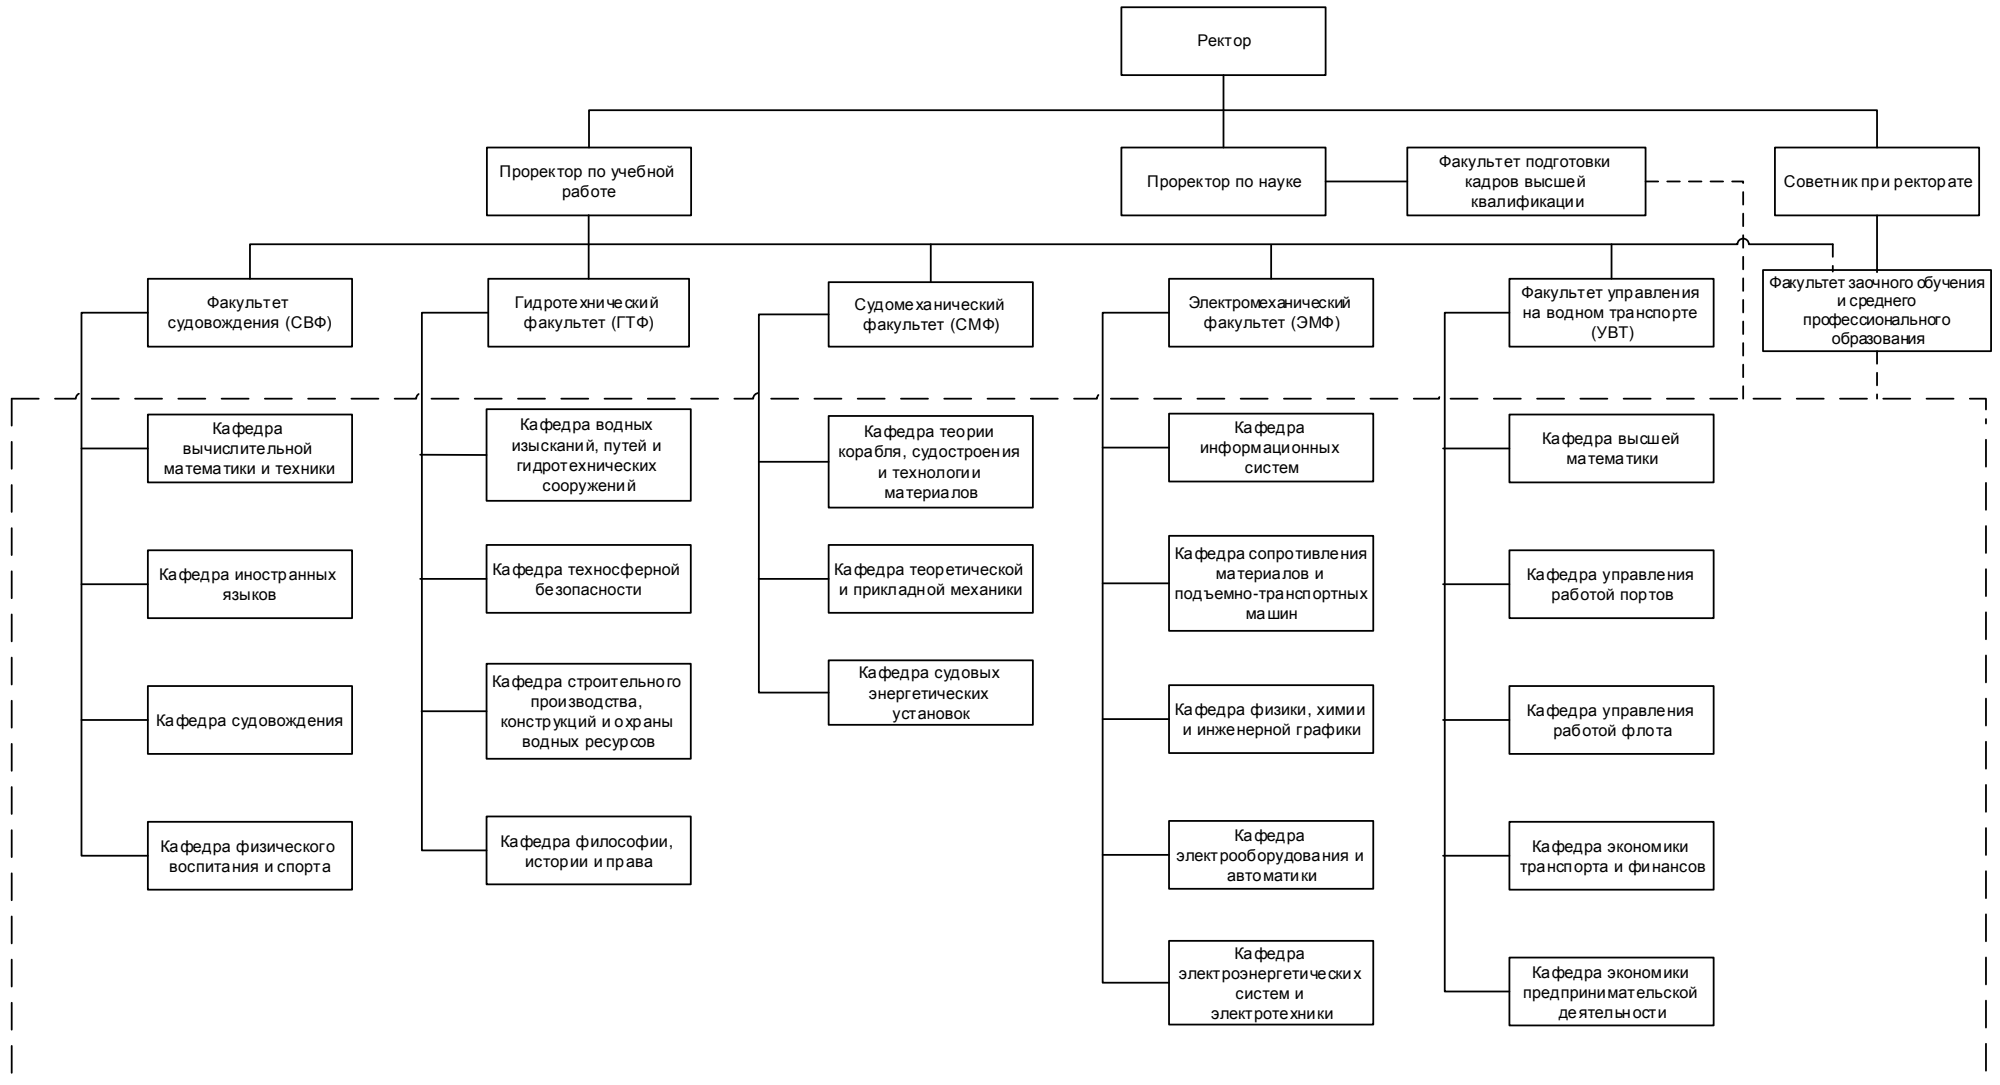 Ректор
Проректор по учебной
работе
Проректор по науке
Факультет подготовки
кадров высшей
квалификации
Советник при ректорате
Факультет
судовождения (СВФ)
Гидротехнический
факультет (ГТФ)
Судомеханический
факультет (СМФ)
Электромеханический
факультет (ЭМФ)
Факультет управления
на водном транспорте
(УВТ)
Факультет заочного обучения
и среднего
профессионального
образования
Кафедра
вычислительной
математики и техники
Кафедра иностранных
языков
Кафедра судовождения
Кафедра физического
воспитания и спорта
Кафедра водных
изысканий, путей и
гидротехнических
сооружений
Кафедра техносферной
безопасности
Кафедра строительного
производства,
конструкций и охраны
водных ресурсов
Кафедра философии,
истории и права
Кафедра теории
корабля, судостроения
и технологии
материалов
Кафедра теоретической
и прикладной механики
Кафедра судовых
энергетических
установок
Кафедра
информационных
систем
Кафедра сопротивления
материалов и
подъемно-транспортных
машин
Кафедра физики, химии
и инженерной графики
Кафедра
электрооборудования и
автоматики
Кафедра
электроэнергетических
систем и
электротехники
Кафедра высшей
математики
Кафедра управления
работой портов
Кафедра управления
работой флота
Кафедра экономики
транспорта и финансов
Кафедра экономики
предпринимательской
деятельности